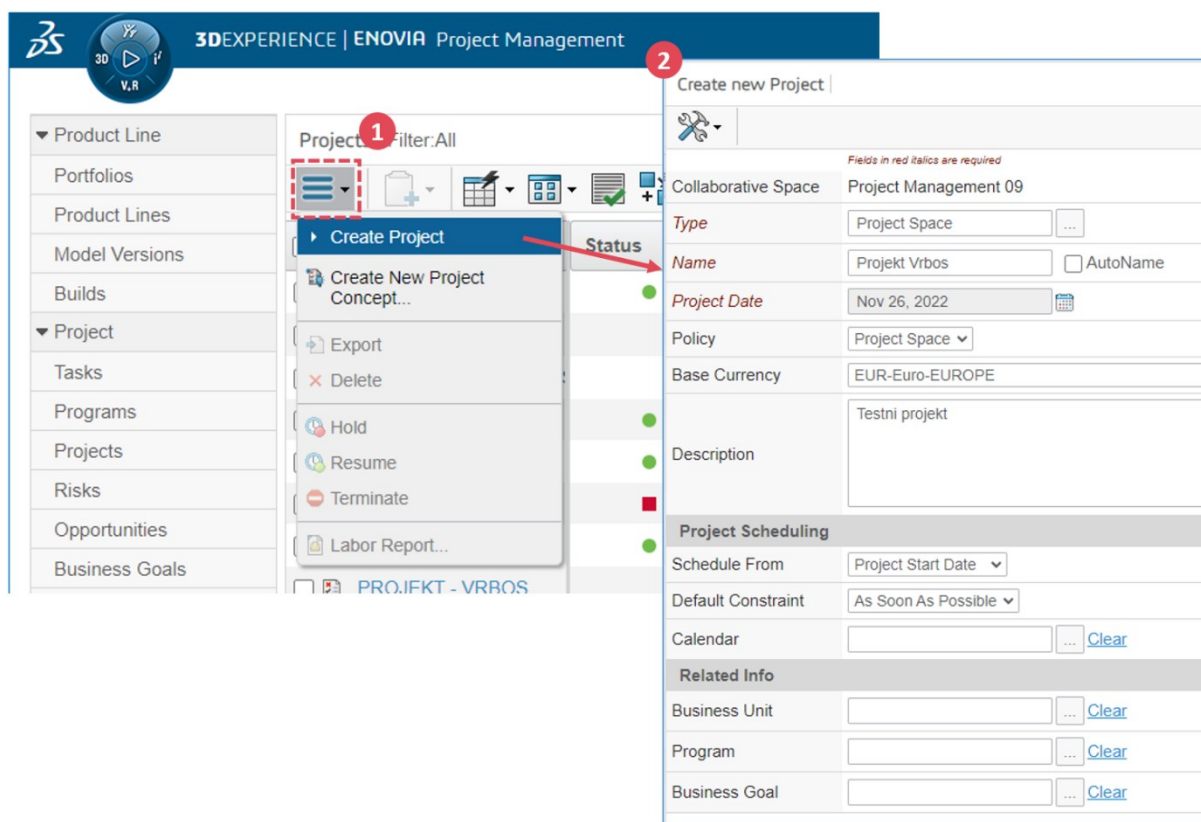 3DEXPERIENCE | ENOVIA Project Management
3D
V.R
Product Line
Portfolios
Product Lines
Model Versions
Builds
Project
Tasks
Programs
Projects
Risks
Opportunities
Business Goals
1
Filter:All
Status
Create Project
Create New Project
Concept...
Export
Delete
Hold
Resume
Terminate
Labor Report...
PROJEKT - VRBOS
2
Create new Project
Fields in red italics are required
Collaborative Space Project Management 09
Type Project Space ...
Name Projekt Vrbos AutoName
Project Date Nov 26, 2022
Policy Project Space
Base Currency EUR-Euro-EUROPE
Description Testni projekt
Project Scheduling
Schedule From Project Start Date
Default Constraint As Soon As Possible
Calendar ... Clear
Related Info
Business Unit ... Clear
Program ... Clear
Business Goal ... Clear